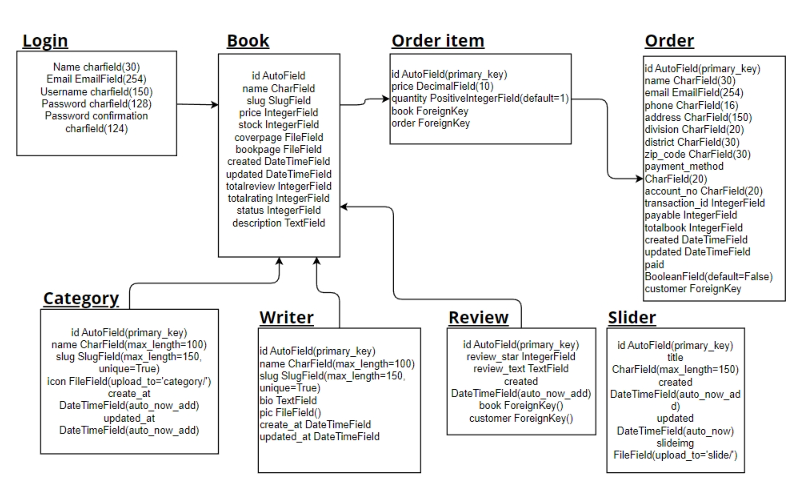 Login
Name charfield(30)
Email EmailField(254)
Username charfield(150)
Password charfield(128)
Password confirmation
charfield(124)
Book
id AutoField
name CharField
slug SlugField
price IntegerField
stock IntegerField
coverpage FileField
bookpage FileField
created DateTimeField
updated DateTimeField
totalreview IntegerField
totalrating IntegerField
status IntegerField
description TextField
Order item
id AutoField(primary_key)
price DecimalField(10)
quantity PositiveIntegerField(default=1)
book ForeignKey
order ForeignKey
Order
id AutoField(primary_key)
name CharField(30)
email EmailField(254)
phone CharField(16)
address CharField(150)
division CharField(20)
district CharField(30)
zip_code CharField(30)
payment_method
CharField(20)
account_no CharField(20)
transaction_id IntegerField
payable IntegerField
totalbook IntegerField
created DateTimeField
updated DateTimeField
paid
BooleanField(default=False)
customer ForeignKey
Category
id AutoField(primary_key)
name CharField(max_length=100)
slug SlugField(max_length=150,
unique=True)
icon FileField(upload_to='category/')
create_at
DateTimeField(auto_now_add)
updated_at
DateTimeField(auto_now_add)
Writer
id AutoField(primary_key)
name CharField(max_length=100)
slug SlugField(max_length=150,
unique=True)
bio TextField
pic FileField()
create_at DateTimeField
updated_at DateTimeField
Review
id AutoField(primary_key)
review_star IntegerField
review_text TextField
created
DateTimeField(auto_now_add)
book ForeignKey()
customer ForeignKey()
Slider
id AutoField(primary_key)
title
CharField(max_length=150)
created
DateTimeField(auto_now_ad
d)
updated
DateTimeField(auto_now)
slideimg
FileField(upload_to='slide/')